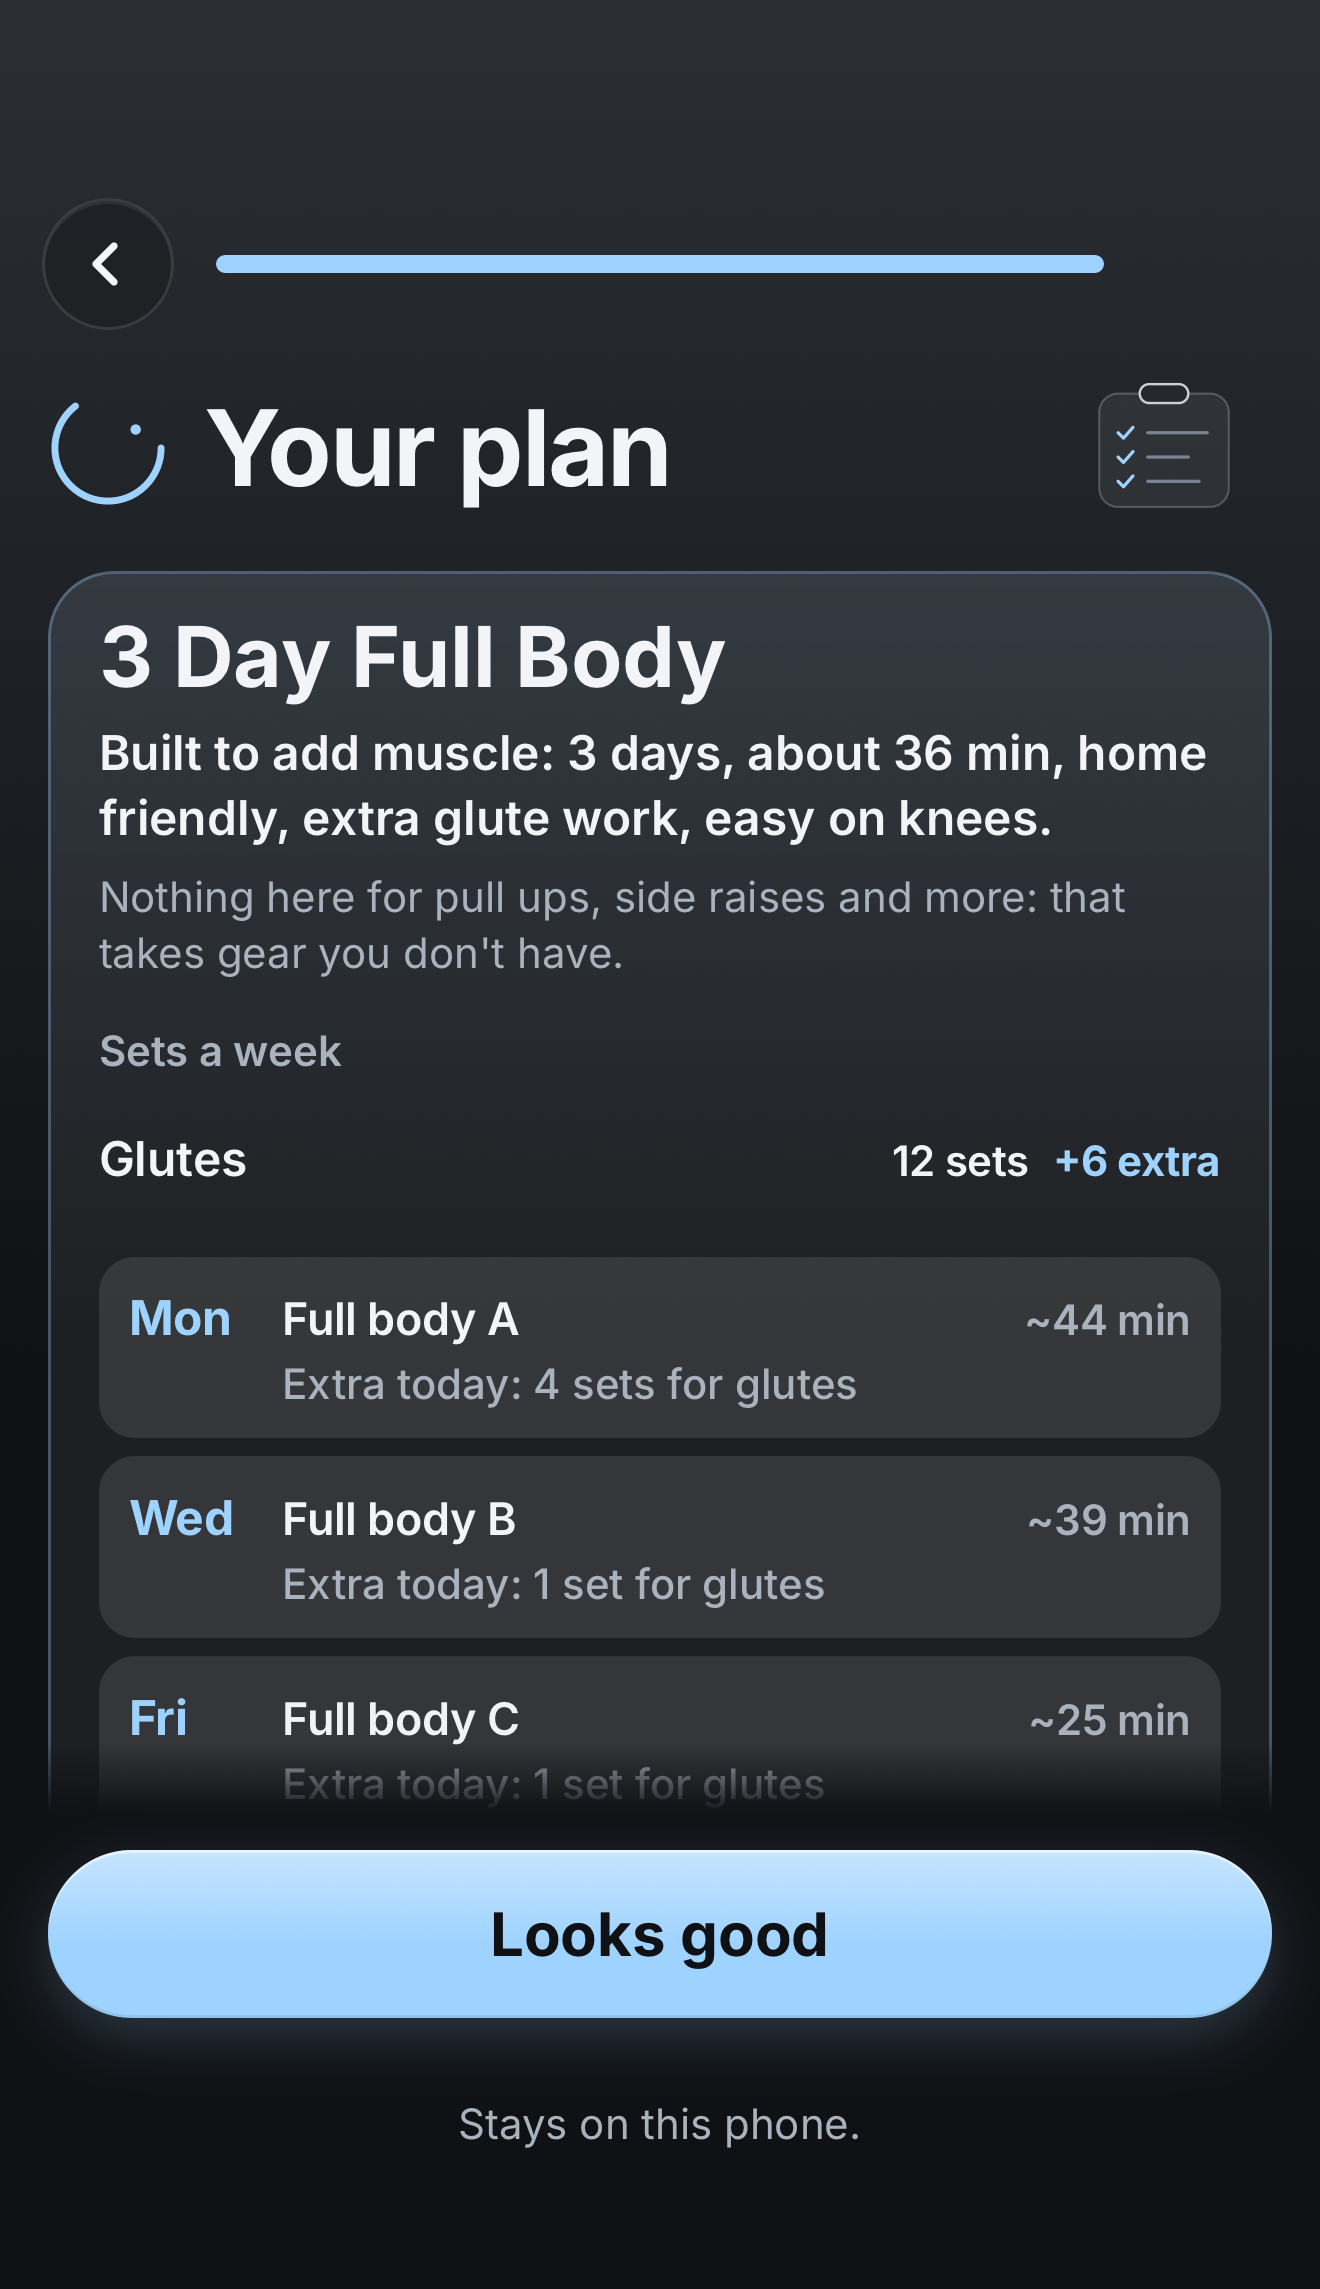 Your plan
3 Day Full Body
Built to add muscle: 3 days, about 36 min, home
friendly, extra glute work, easy on knees.
Nothing here for pull ups, side raises and more: that
takes gear you don't have.
Sets a week
Glutes 12 sets +6 extra
Mon Full body A ~44 min
Extra today: 4 sets for glutes
Wed Full body B ~39 min
Extra today: 1 set for glutes
Fri Full body C ~25 min
Extra today: 1 set for glutes
Looks good
Stays on this phone.